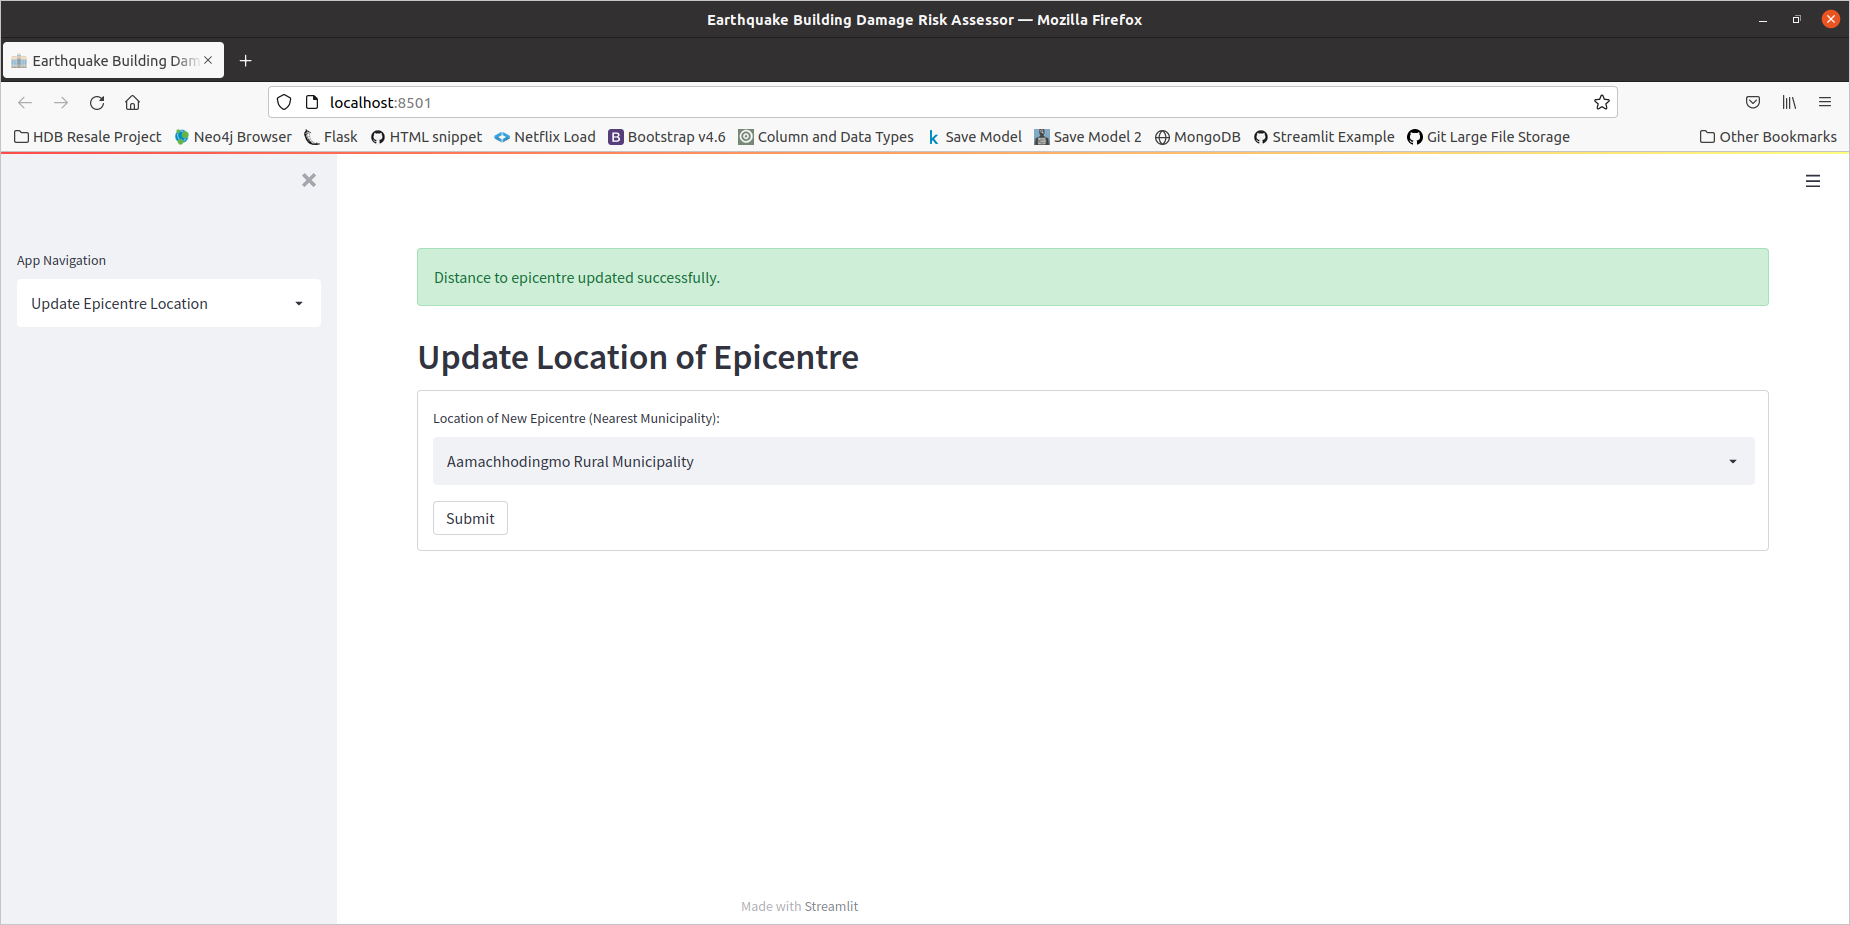 Earthquake Building Damage Risk Assessor — Mozilla Firefox
Earthquake Building Dam
localhost:8501
HDB Resale Project Neo4j Browser Flask HTML snippet Netflix Load Bootstrap v4.6 Column and Data Types Save Model Save Model 2 MongoDB Streamlit Example Git Large File Storage Other Bookmarks
App Navigation
Update Epicentre Location
Distance to epicentre updated successfully.
Update Location of Epicentre
Location of New Epicentre (Nearest Municipality):
Aamachhodingmo Rural Municipality
Submit
Made with Streamlit